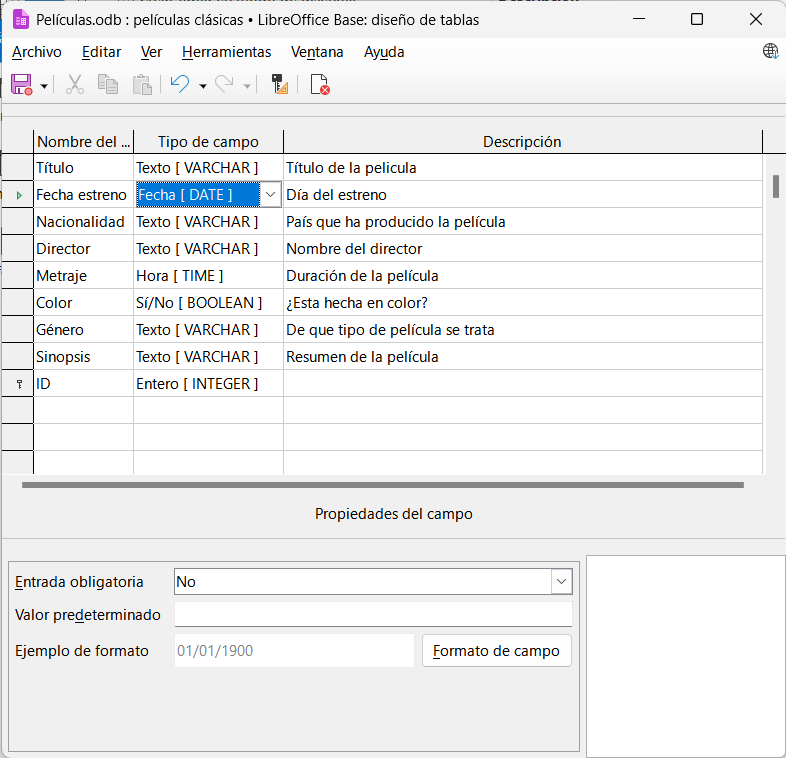 Películas.odb : películas clásicas • LibreOffice Base: diseño de tablas
Archivo Editar Ver Herramientas Ventana Ayuda
Nombre del ... Tipo de campo Descripción
Título Texto [ VARCHAR ] Título de la pelicula
Fecha estreno Fecha [ DATE ] Día del estreno
Nacionalidad Texto [ VARCHAR ] País que ha producido la película
Director Texto [ VARCHAR ] Nombre del director
Metraje Hora [ TIME ] Duración de la película
Color Sí/No [ BOOLEAN ] ¿Esta hecha en color?
Género Texto [ VARCHAR ] De que tipo de película se trata
Sinopsis Texto [ VARCHAR ] Resumen de la película
ID Entero [ INTEGER ]
Propiedades del campo
Entrada obligatoria No
Valor predeterminado
Ejemplo de formato 01/01/1900 Formato de campo